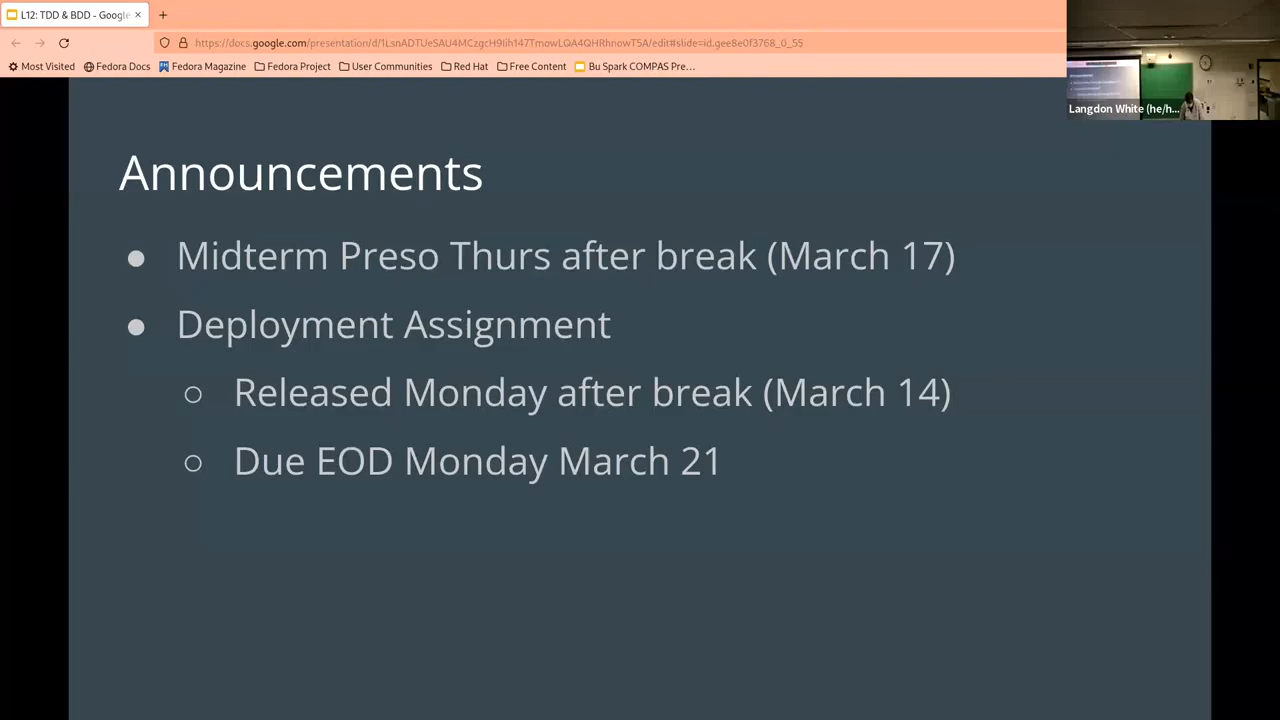 L12: TDD & BDD - Google
https://docs.google.com/presentation/d/1LsnADTUeSAU4MCzgcH9lih147TmowLQA4QHRhnowT5A/edit#slide=id.gee8e0f3768_0_55
Most Visited Fedora Docs Fedora Magazine Fedora Project User Communities Red Hat Free Content Bu Spark COMPAS Pre…
Langdon White (he/h...
Announcements
● Midterm Preso Thurs after break (March 17)
● Deployment Assignment
○ Released Monday after break (March 14)
○ Due EOD Monday March 21